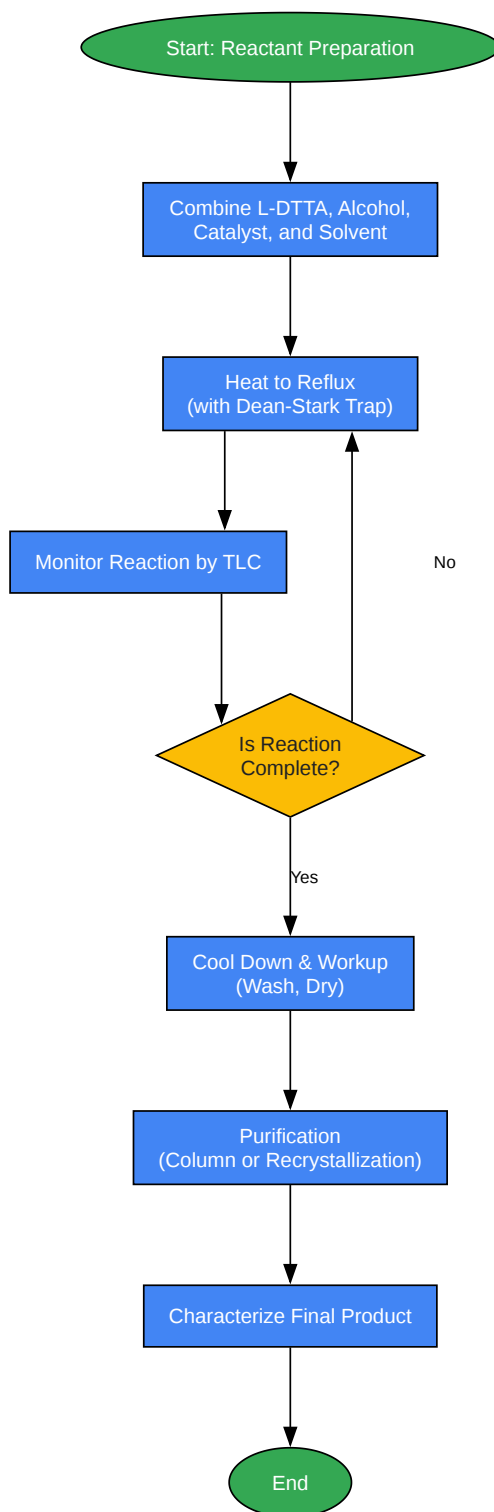 Start: Reactant Preparation
Combine L-DTTA, Alcohol,
Catalyst, and Solvent
Heat to Reflux
(with Dean-Stark Trap)
Monitor Reaction by TLC
No
Is Reaction
Complete?
Yes
Cool Down & Workup
(Wash, Dry)
Purification
(Column or Recrystallization)
Characterize Final Product
End